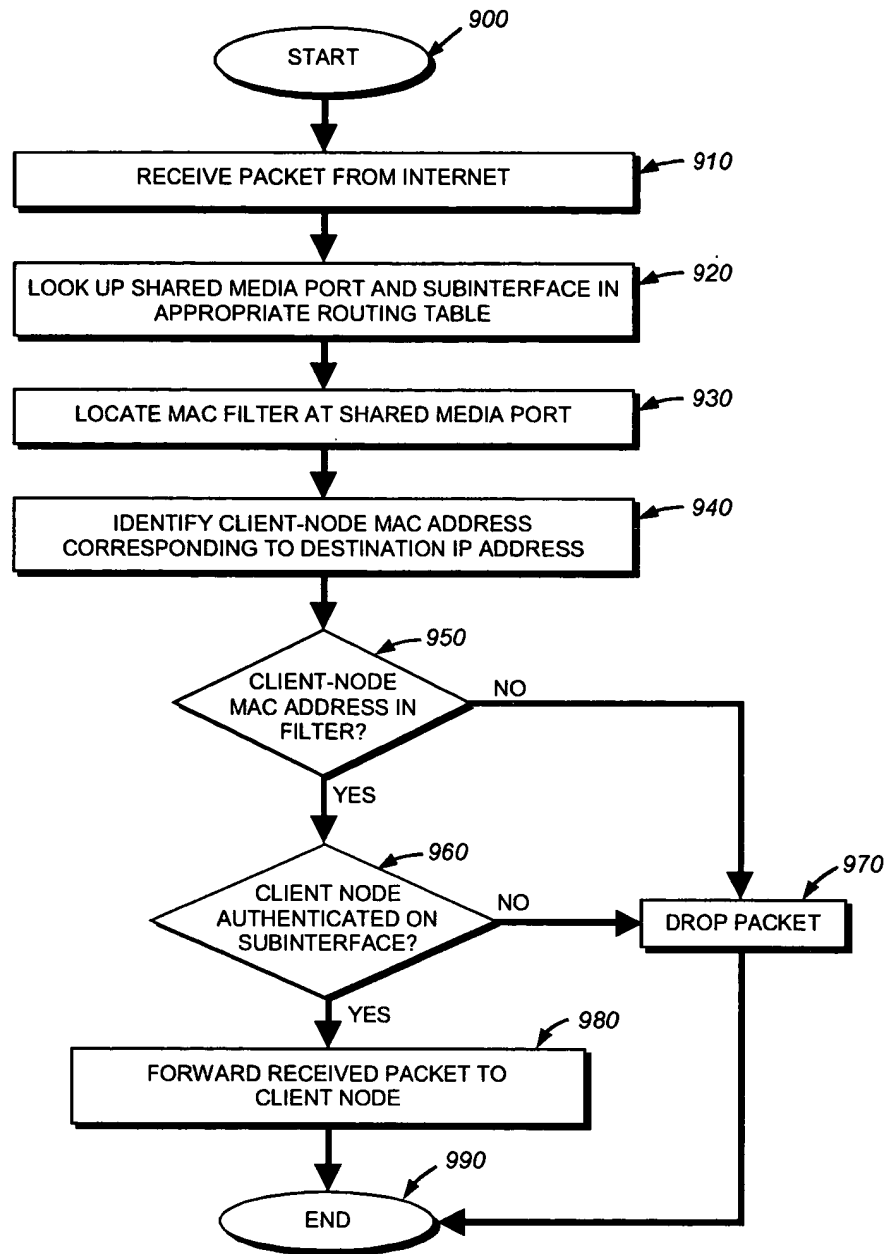 900
START
910
RECEIVE PACKET FROM INTERNET
920
LOOK UP SHARED MEDIA PORT AND SUBINTERFACE IN
APPROPRIATE ROUTING TABLE
930
LOCATE MAC FILTER AT SHARED MEDIA PORT
940
IDENTIFY CLIENT-NODE MAC ADDRESS
CORRESPONDING TO DESTINATION IP ADDRESS
950
CLIENT-NODE
MAC ADDRESS IN
FILTER?
NO
YES
960
CLIENT NODE
AUTHENTICATED ON
SUBINTERFACE?
NO
970
DROP PACKET
YES
980
FORWARD RECEIVED PACKET TO
CLIENT NODE
990
END